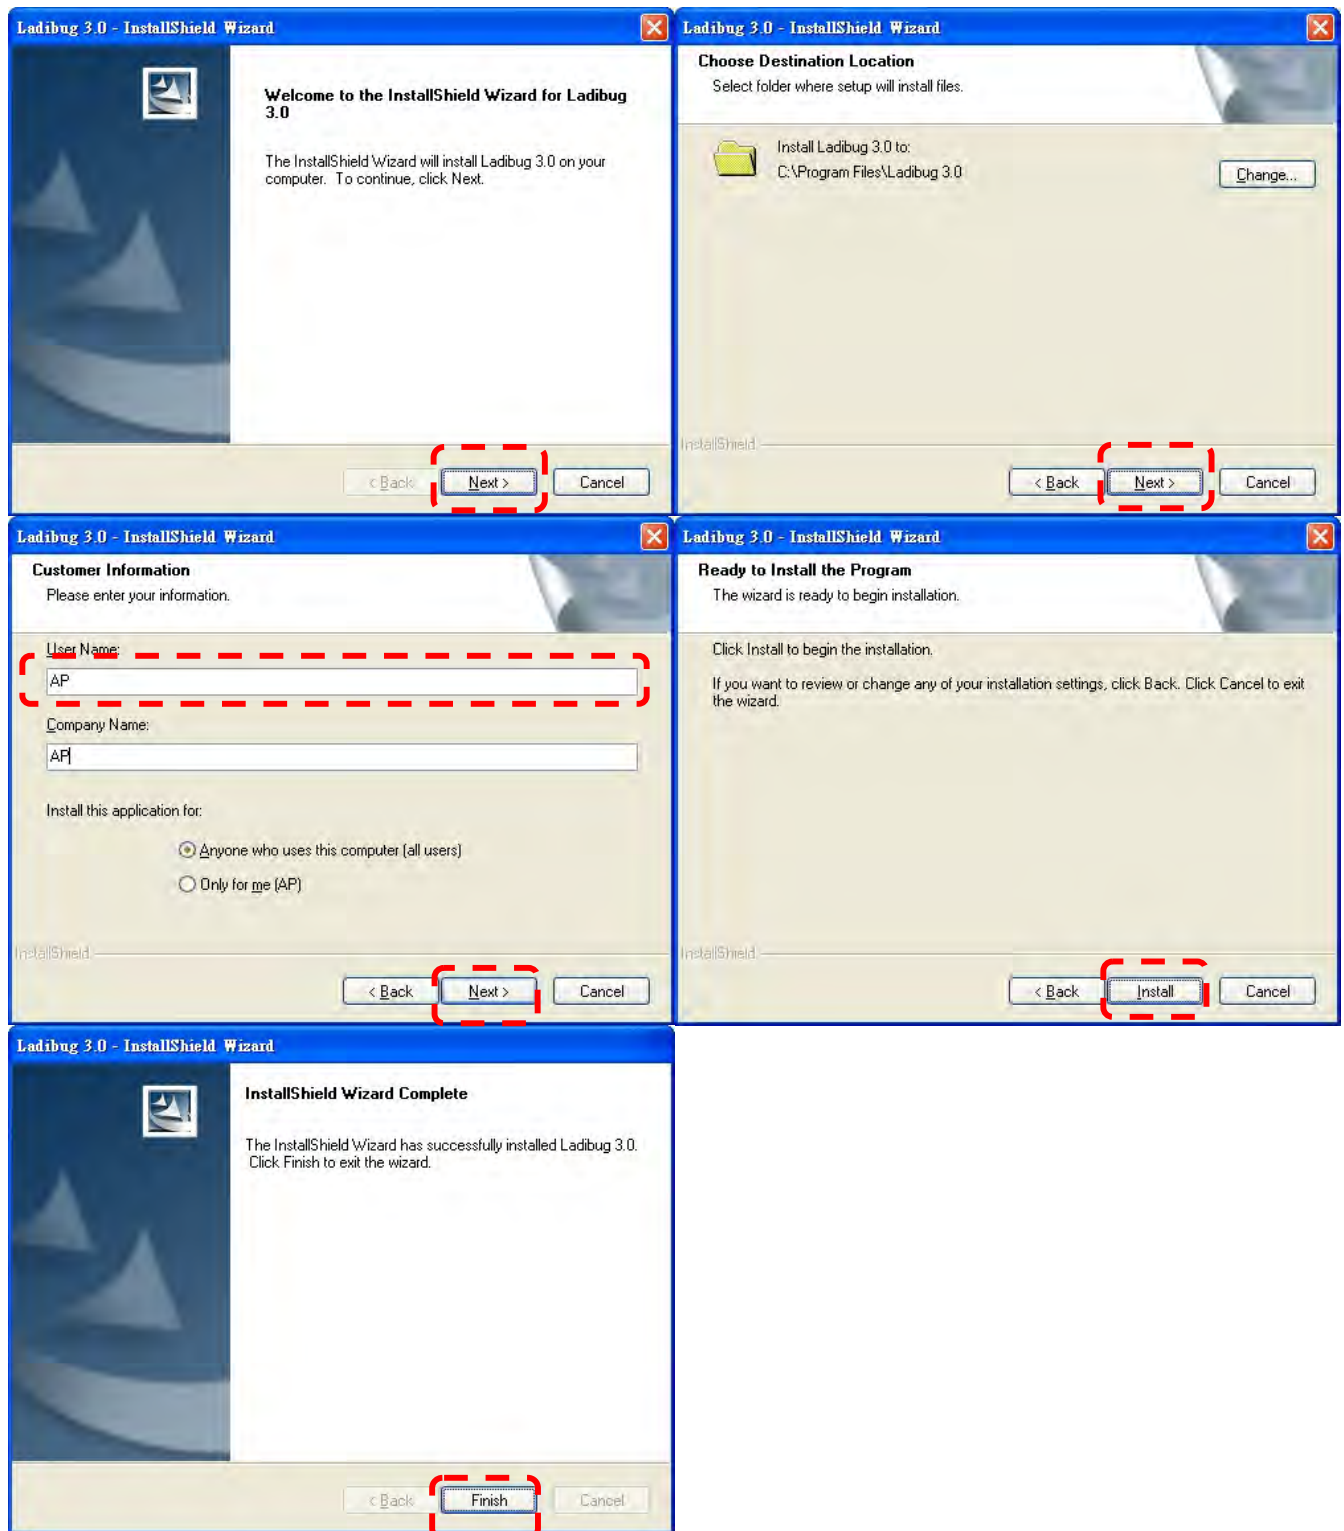 Ladibug 3.0 - InstallShield Wizard
Welcome to the InstallShield Wizard for Ladibug
3.0
The InstallShield Wizard will install Ladibug 3.0 on your
computer. To continue, click Next.
< Back
Next >
Cancel
Ladibug 3.0 - InstallShield Wizard
Choose Destination Location
Select folder where setup will install files.
Install Ladibug 3.0 to:
C:\Program Files\Ladibug 3.0
Change...
InstallShield
< Back
Next >
Cancel
Ladibug 3.0 - InstallShield Wizard
Customer Information
Please enter your information.
User Name:
AP
Company Name:
AP
Install this application for:
Anyone who uses this computer (all users)
Only for me (AP)
InstallShield
< Back
Next >
Cancel
Ladibug 3.0 - InstallShield Wizard
Ready to Install the Program
The wizard is ready to begin installation.
Click Install to begin the installation.
If you want to review or change any of your installation settings, click Back. Click Cancel to exit
the wizard.
InstallShield
< Back
Install
Cancel
Ladibug 3.0 - InstallShield Wizard
InstallShield Wizard Complete
The InstallShield Wizard has successfully installed Ladibug 3.0.
Click Finish to exit the wizard.
< Back
Finish
Cancel